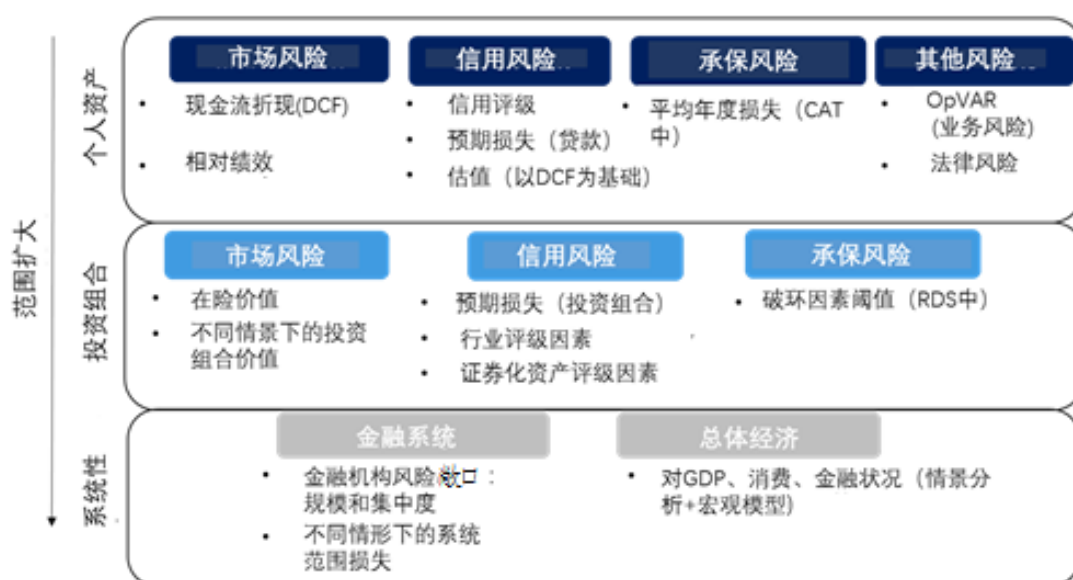 范围扩大
个人资产
市场风险
现金流折现(DCF)
相对绩效
信用风险
信用评级
预期损失（贷款）
估值（以DCF为基础）
承保风险
平均年度损失（CAT
中）
其他风险
OpVAR
(业务风险)
法律风险
投资组合
市场风险
在险价值
不同情景下的投资
组合价值
信用风险
预期损失（投资组合）
行业评级因素
证券化资产评级因素
承保风险
破环因素阈值（RDS中）
系统性
金融系统
金融机构风险敞口：
规模和集中度
不同情形下的系统
范围损失
总体经济
对GDP、消费、金融状况（情景分
析+宏观模型)